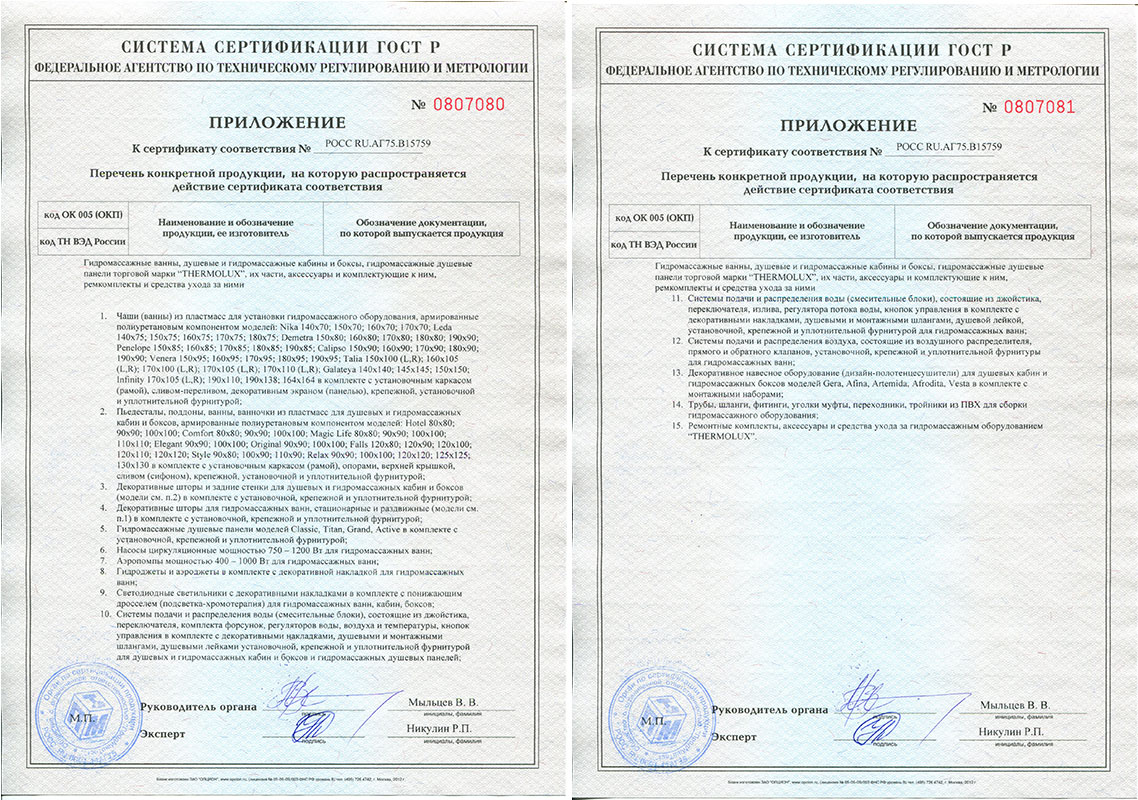 СИСТЕМА СЕРТИФИКАЦИИ ГОСТ Р
ФЕДЕРАЛЬНОЕ АГЕНТСТВО ПО ТЕХНИЧЕСКОМУ РЕГУЛИРОВАНИЮ И МЕТРОЛОГИИ
№ 0807080
ПРИЛОЖЕНИЕ
К сертификату соответствия № РОСС RU.АГ75.В15759
Перечень конкретной продукции, на которую распространяется
действие сертификата соответствия
код ОК 005 (ОКП)
код ТН ВЭД России
Наименование и обозначение
продукции, ее изготовитель
Обозначение документации,
по которой выпускается продукция
Гидромассажные ванны, душевые и гидромассажные кабины и боксы, гидромассажные душевые
панели торговой марки "THERMOLUX", их части, аксессуары и комплектующие к ним,
ремкомплекты и средства ухода за ними
1. Чаши (ванны) из пластмасс для установки гидромассажного оборудования, армированные
полиуретановым компонентом моделей: Nika 140x70; 150x70; 160x70; 170x70; Leda
140x75; 150x75; 160x75; 170x75; 180x75; Demetra 150x80; 160x80; 170x80; 180x80; 190x90;
Penelope 150x85; 160x85; 170x85; 180x85; 190x85; Calipso 150x90; 160x90; 170x90; 180x90;
190x90; Venera 150x95; 160x95; 170x95; 180x95; 190x95; Talia 150x100 (L,R); 160x105
(L,R); 170x100 (L,R); 170x105 (L,R); 170x110 (L,R); Galateya 140x140; 145x145; 150x150;
Infinity 170x105 (L,R); 190x110; 190x138; 164x164 в комплекте с установочным каркасом
(рамой), сливом-переливом, декоративным экраном (панелью), крепежной, установочной
и уплотнительной фурнитурой;
2. Пьедесталы, поддоны, ванны, ванночки из пластмасс для душевых и гидромассажных
кабин и боксов, армированные полиуретановым компонентом моделей: Hotel 80x80;
90x90; 100x100; Comfort 80x80; 90x90; 100x100; Magic Life 80x80; 90x90; 100x100;
110x110; Elegant 90x90; 100x100; Original 90x90; 100x100; Falls 120x80; 120x90; 120x100;
120x110; 120x120; Style 90x80; 100x90; 110x90; Relax 90x90; 100x100; 120x120; 125x125;
130x130 в комплекте с установочным каркасом (рамой), опорами, верхней крышкой,
сливом (сифоном), крепежной, установочной и уплотнительной фурнитурой;
3. Декоративные шторы и задние стенки для душевых и гидромассажных кабин и боксов
(модели см. п.2) в комплекте с установочной, крепежной и уплотнительной фурнитурой;
4. Декоративные шторы для гидромассажных ванн, стационарные и раздвижные (модели см.
п.1) в комплекте с установочной, крепежной и уплотнительной фурнитурой;
5. Гидромассажные душевые панели моделей Classic, Titan, Grand, Active в комплекте с
установочной, крепежной и уплотнительной фурнитурой;
6. Насосы циркуляционные мощностью 750 – 1200 Вт для гидромассажных ванн;
7. Аэропомпы мощностью 400 – 1000 Вт для гидромассажных ванн;
8. Гидроджеты и аэроджеты в комплекте с декоративной накладкой для гидромассажных
ванн;
9. Светодиодные светильники с декоративными накладками в комплекте с понижающим
дросселем (подсветка-хромотерапия) для гидромассажных ванн, кабин, боксов;
10. Системы подачи и распределения воды (смесительные блоки), состоящие из джойстика,
переключателя, комплекта форсунок, регуляторов воды, воздуха и температуры, кнопок
управления в комплекте с декоративными накладками, душевыми и монтажными
шлангами, душевыми лейками установочной, крепежной и уплотнительной фурнитурой
для душевых и гидромассажных кабин и боксов и гидромассажных душевых панелей;
М.П.
Руководитель органа
подпись
Мыльцев В. В.
инициалы, фамилия
Эксперт
подпись
Никулин Р.П.
инициалы, фамилия
СИСТЕМА СЕРТИФИКАЦИИ ГОСТ Р
ФЕДЕРАЛЬНОЕ АГЕНТСТВО ПО ТЕХНИЧЕСКОМУ РЕГУЛИРОВАНИЮ И МЕТРОЛОГИИ
№ 0807081
ПРИЛОЖЕНИЕ
К сертификату соответствия № РОСС RU.АГ75.В15759
Перечень конкретной продукции, на которую распространяется
действие сертификата соответствия
код ОК 005 (ОКП)
код ТН ВЭД России
Наименование и обозначение
продукции, ее изготовитель
Обозначение документации,
по которой выпускается продукция
Гидромассажные ванны, душевые и гидромассажные кабины и боксы, гидромассажные душевые
панели торговой марки "THERMOLUX", их части, аксессуары и комплектующие к ним,
ремкомплекты и средства ухода за ними
11. Системы подачи и распределения воды (смесительные блоки), состоящие из джойстика,
переключателя, излива, регулятора потока воды, кнопок управления в комплекте с
декоративными накладками, душевыми и монтажными шлангами, душевой лейкой,
установочной, крепежной и уплотнительной фурнитурой для гидромассажных ванн;
12. Системы подачи и распределения воздуха, состоящие из воздушного распределителя,
прямого и обратного клапанов, установочной, крепежной и уплотнительной фурнитуры
для гидромассажных ванн;
13. Декоративное навесное оборудование (дизайн-полотенцесушители) для душевых кабин и
гидромассажных боксов моделей Gera, Afina, Artemida, Afrodita, Vesta в комплекте с
монтажными наборами;
14. Трубы, шланги, фитинги, уголки муфты, переходники, тройники из ПВХ для сборки
гидромассажного оборудования;
15. Ремонтные комплекты, аксессуары и средства ухода за гидромассажным оборудованием
"THERMOLUX".
М.П.
Руководитель органа
подпись
Мыльцев В. В.
инициалы, фамилия
Эксперт
подпись
Никулин Р.П.
инициалы, фамилия